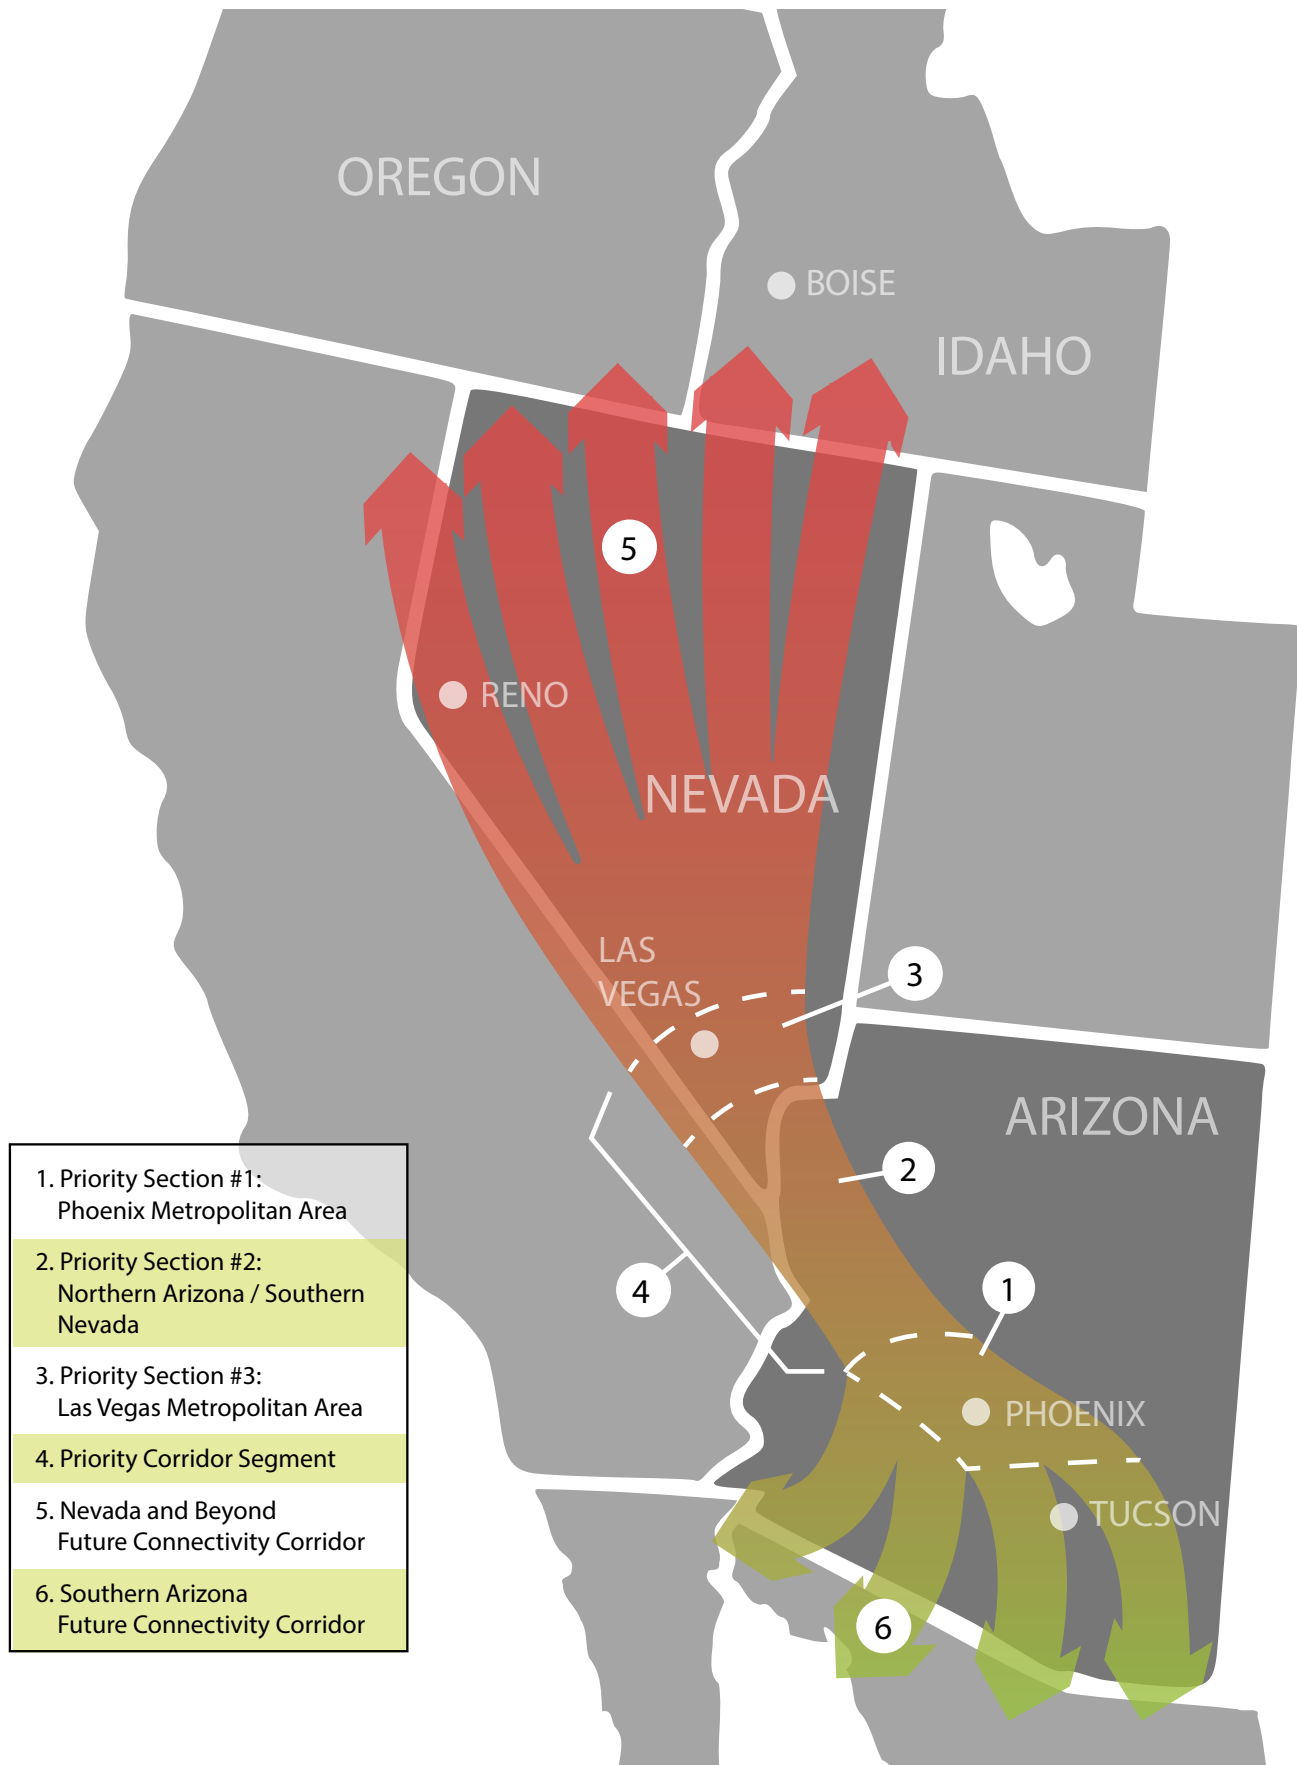 OREGON
BOISE
IDAHO
5
RENO
NEVADA
LAS
VEGAS
3
ARIZONA
2
4
1
PHOENIX
TUCSON
6
1. Priority Section #1:
Phoenix Metropolitan Area
2. Priority Section #2:
Northern Arizona / Southern
Nevada
3. Priority Section #3:
Las Vegas Metropolitan Area
4. Priority Corridor Segment
5. Nevada and Beyond
Future Connectivity Corridor
6. Southern Arizona
Future Connectivity Corridor